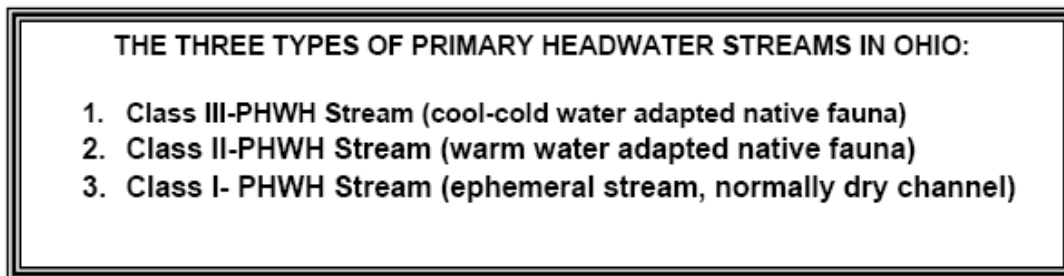 THE THREE TYPES OF PRIMARY HEADWATER STREAMS IN OHIO:
1. Class III-PHWH Stream (cool-cold water adapted native fauna)
2. Class II-PHWH Stream (warm water adapted native fauna)
3. Class I- PHWH Stream (ephemeral stream, normally dry channel)